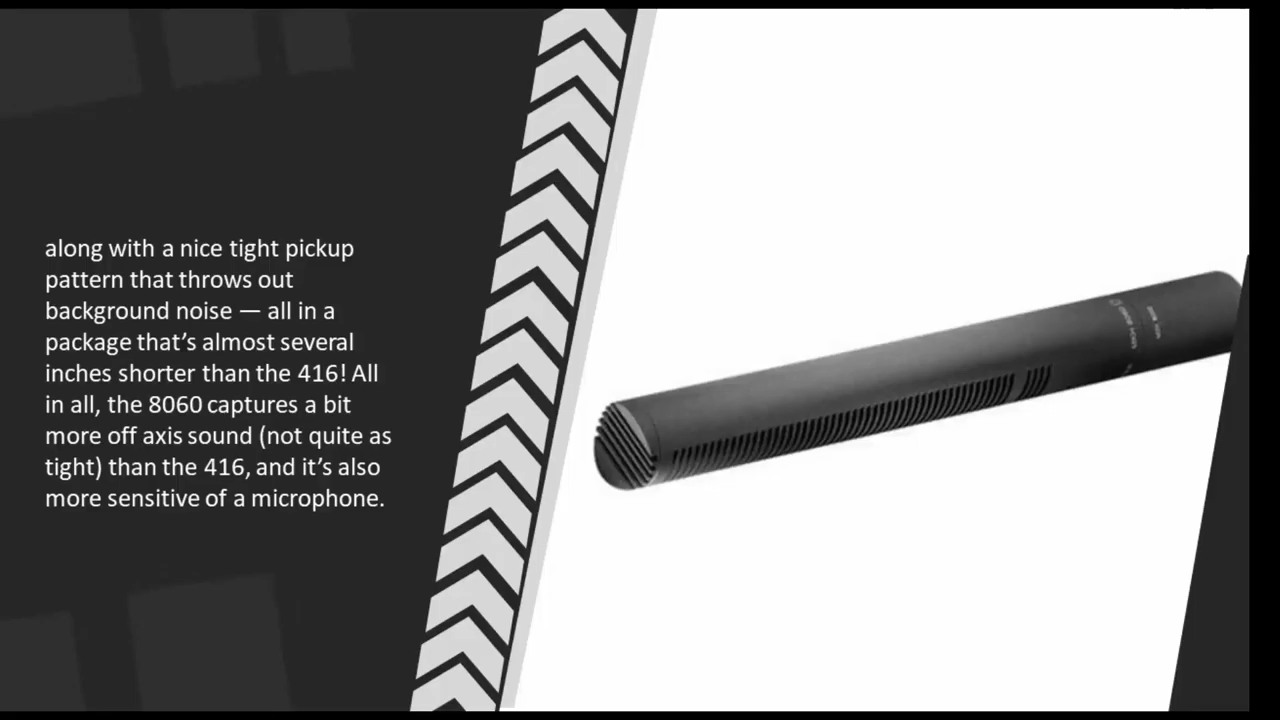 along with a nice tight pickup
pattern that throws out
background noise — all in a
package that’s almost several
inches shorter than the 416! All
in all, the 8060 captures a bit
more off axis sound (not quite as
tight) than the 416, and it’s also
more sensitive of a microphone.